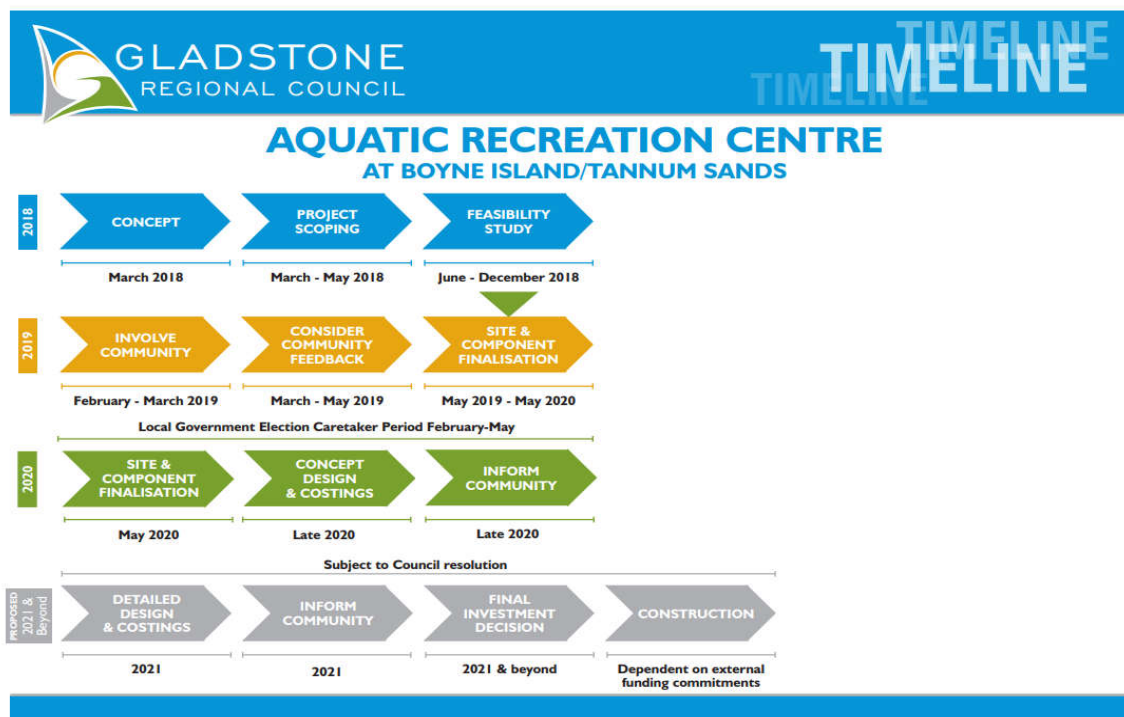 GLADSTONE
REGIONAL COUNCIL
TIMELINE
TIMELINE
TIMELINE
AQUATIC RECREATION CENTRE
AT BOYNE ISLAND/TANNUM SANDS
2018
CONCEPT
PROJECT
SCOPING
FEASIBILITY
STUDY
March 2018
March - May 2018
June - December 2018
2019
INVOLVE
COMMUNITY
CONSIDER
COMMUNITY
FEEDBACK
SITE &
COMPONENT
FINALISATION
February - March 2019
March - May 2019
May 2019 - May 2020
Local Government Election Caretaker Period February-May
2020
SITE &
COMPONENT
FINALISATION
CONCEPT
DESIGN
& COSTINGS
INFORM
COMMUNITY
May 2020
Late 2020
Late 2020
Subject to Council resolution
PROPOSED
2021 &
Beyond
DETAILED
DESIGN
& COSTINGS
INFORM
COMMUNITY
FINAL
INVESTMENT
DECISION
CONSTRUCTION
2021
2021
2021 & beyond
Dependent on external
funding commitments